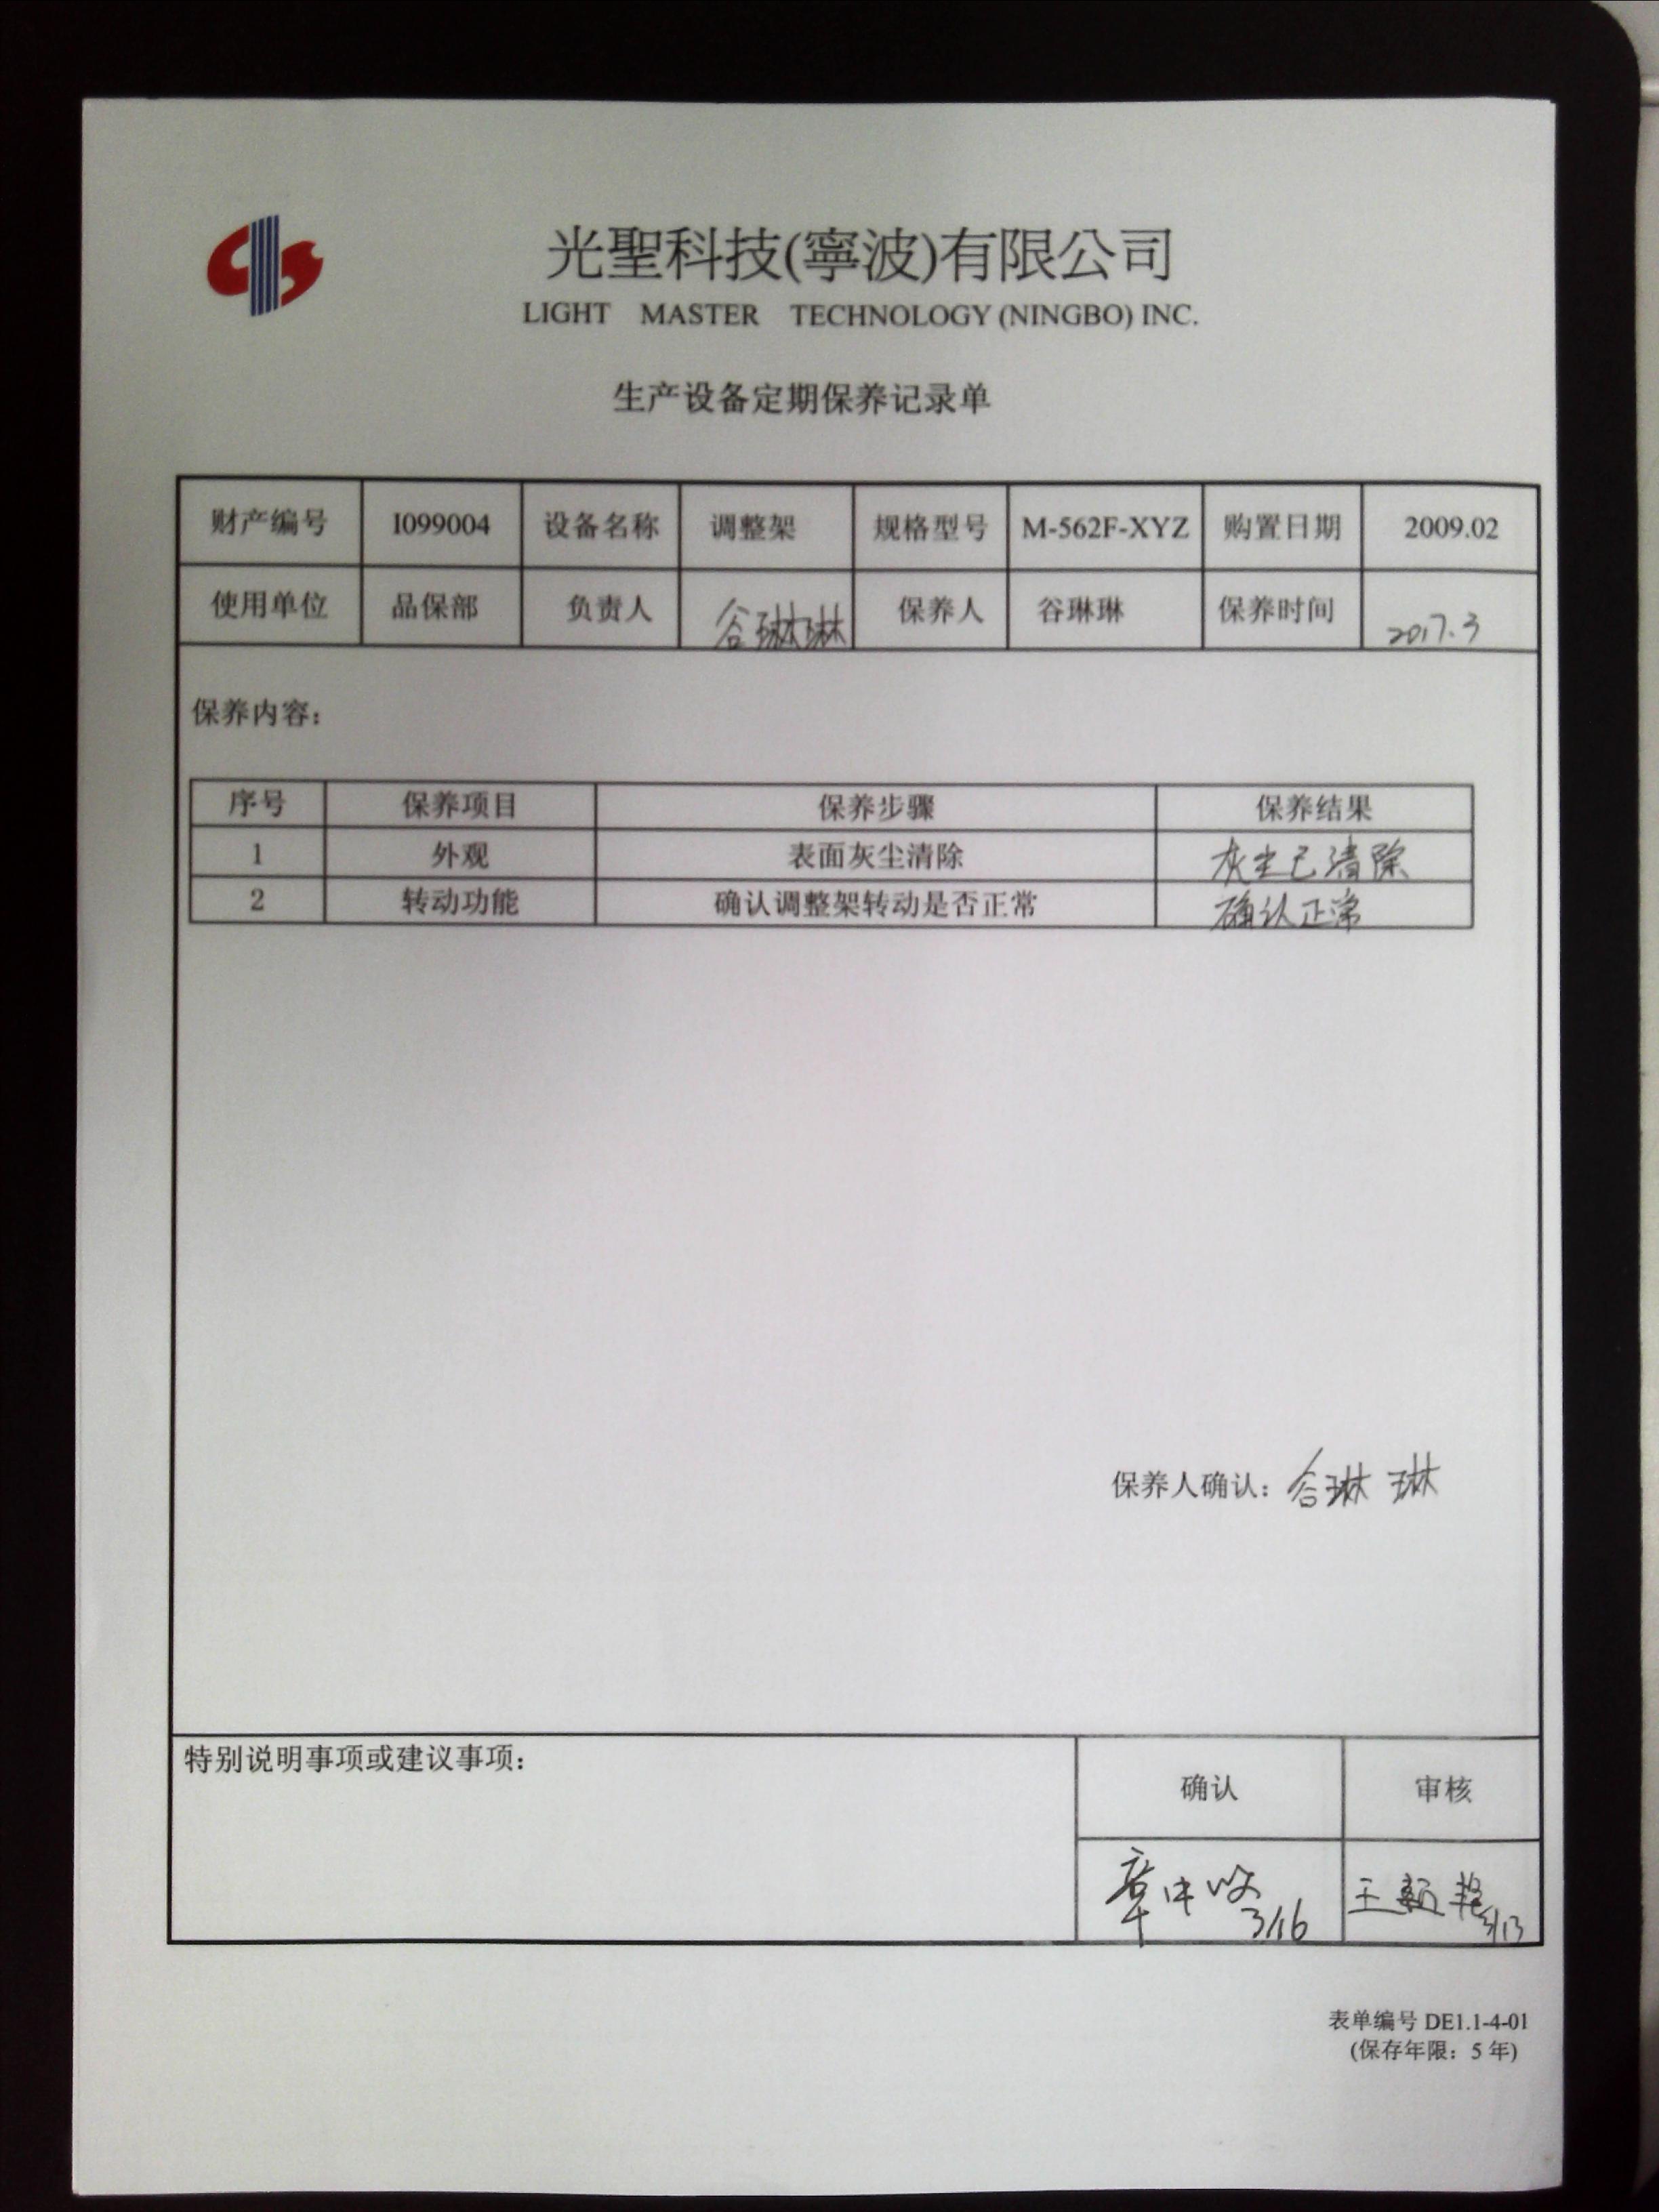 光聖科技(寧波)有限公司
LIGHT MASTER TECHNOLOGY (NINGBO) INC.
生产设备定期保养记录单
财产编号 I099004 设备名称 调整架 规格型号 M-562F-XYZ 购置日期 2009.02
使用单位 品保部 负责人 谷琳琳 保养人 谷琳琳 保养时间 2017.3
保养内容：
序号 保养项目 保养步骤 保养结果
1 外观 表面灰尘清除 灰尘已清除
2 转动功能 确认调整架转动是否正常 确认正常
保养人确认：谷琳琳
特别说明事项或建议事项：
确认 审核
3/16 3/13
表单编号 DE1.1-4-01
(保存年限：5 年)